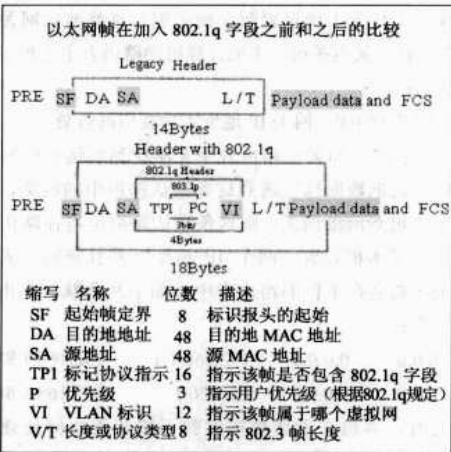 以太网帧在加入 802.1q 字段之前和之后的比较
Legacy Header
PRE SF DA SA L/T Payload data and FCS
14Bytes
Header with 802.1q
802.1q Header
803.1p
PRE SF DA SA TPI PC VI L/T Payload data and FCS
3bits
4Bytes
18Bytes
缩写 名称 位数 描述
SF 起始帧定界 8 标识报头的起始
DA 目的地地址 48 目的地 MAC 地址
SA 源地址 48 源 MAC 地址
TPI 标记协议指示 16 指示该帧是否包含 802.1q 字段
P 优先级 3 指示用户优先级（根据802.1q规定）
VI VLAN 标识 12 指示该帧属于哪个虚拟网
V/T 长度或协议类型 8 指示 802.3 帧长度